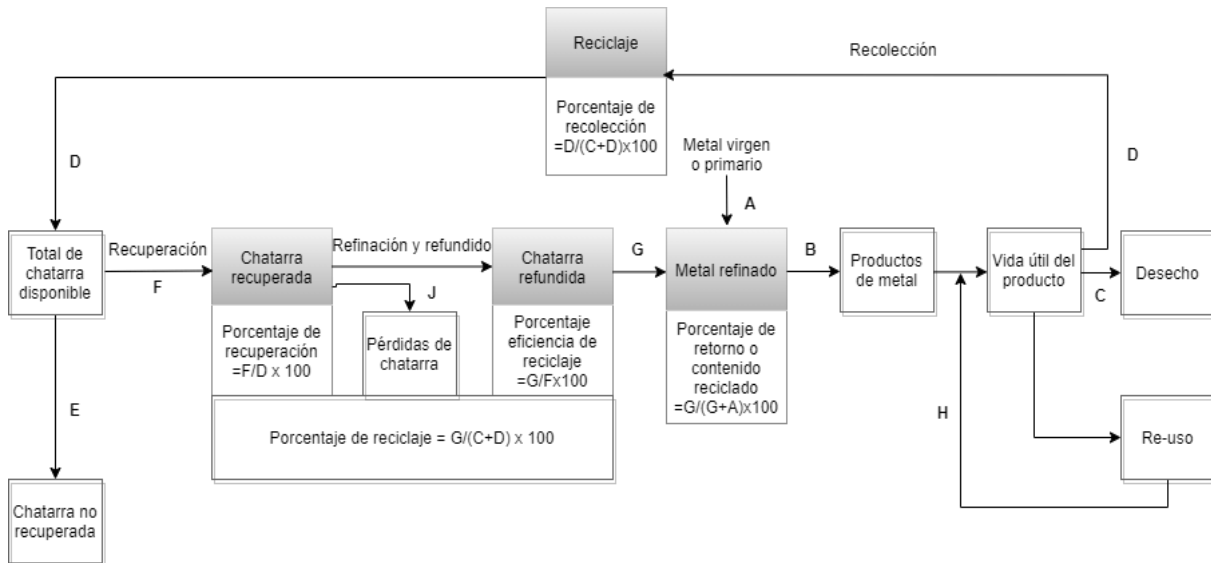 Reciclaje
Recolección
Porcentaje de
recolección
=D/(C+D)x100
Metal virgen
o primario
D
D
A
Total de
chatarra
disponible
Recuperación
F
Chatarra
recuperada
Refinación y refundido
J
Chatarra
refundida
G
Metal refinado
B
Productos
de metal
Vida útil del
producto
C
Desecho
Porcentaje de
recuperación
=F/D x 100
Pérdidas de
chatarra
Porcentaje
eficiencia de
reciclaje
=G/Fx100
Porcentaje de
retorno o
contenido
reciclado
=G/(G+A)x100
E
H
Porcentaje de reciclaje = G/(C+D) x 100
Re-uso
Chatarra no
recuperada